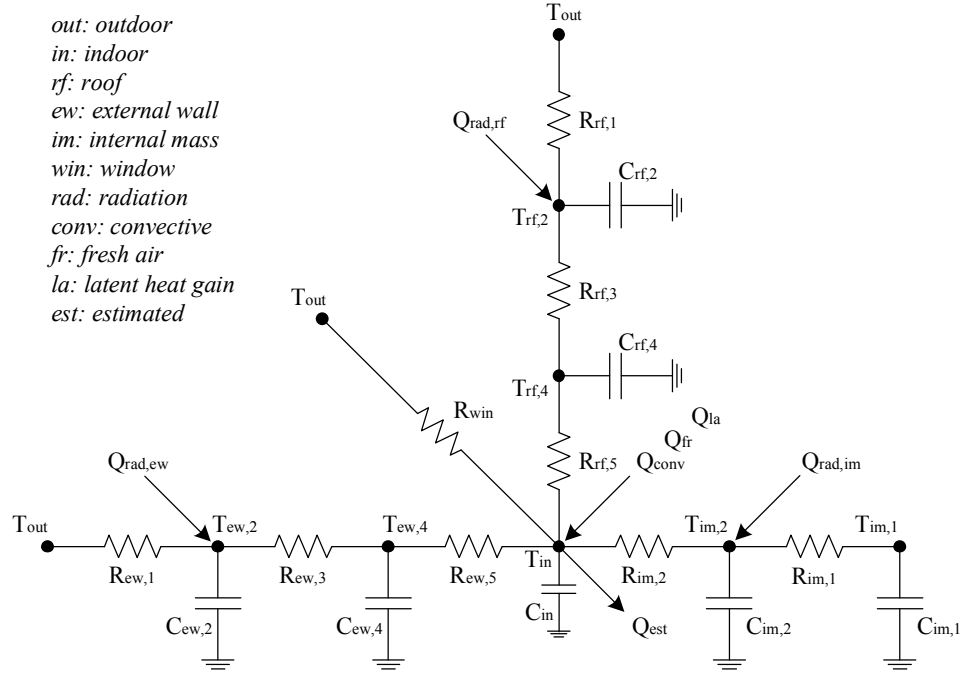 out: outdoor
in: indoor
rf: roof
ew: external wall
im: internal mass
win: window
rad: radiation
conv: convective
fr: fresh air
la: latent heat gain
est: estimated
Tout
Rrf,1
Qrad,rf
Crf,2
Trf,2
Rrf,3
Tout
Crf,4
Trf,4
Rwin
Qla
Qfr
Rrf,5
Qconv
Qrad,ew
Qrad,im
Tout
Tew,2
Tew,4
Tin
Tim,2
Tim,1
Rew,1
Rew,3
Rew,5
Rim,2
Rim,1
Cin
Cew,2
Cew,4
Qest
Cim,2
Cim,1